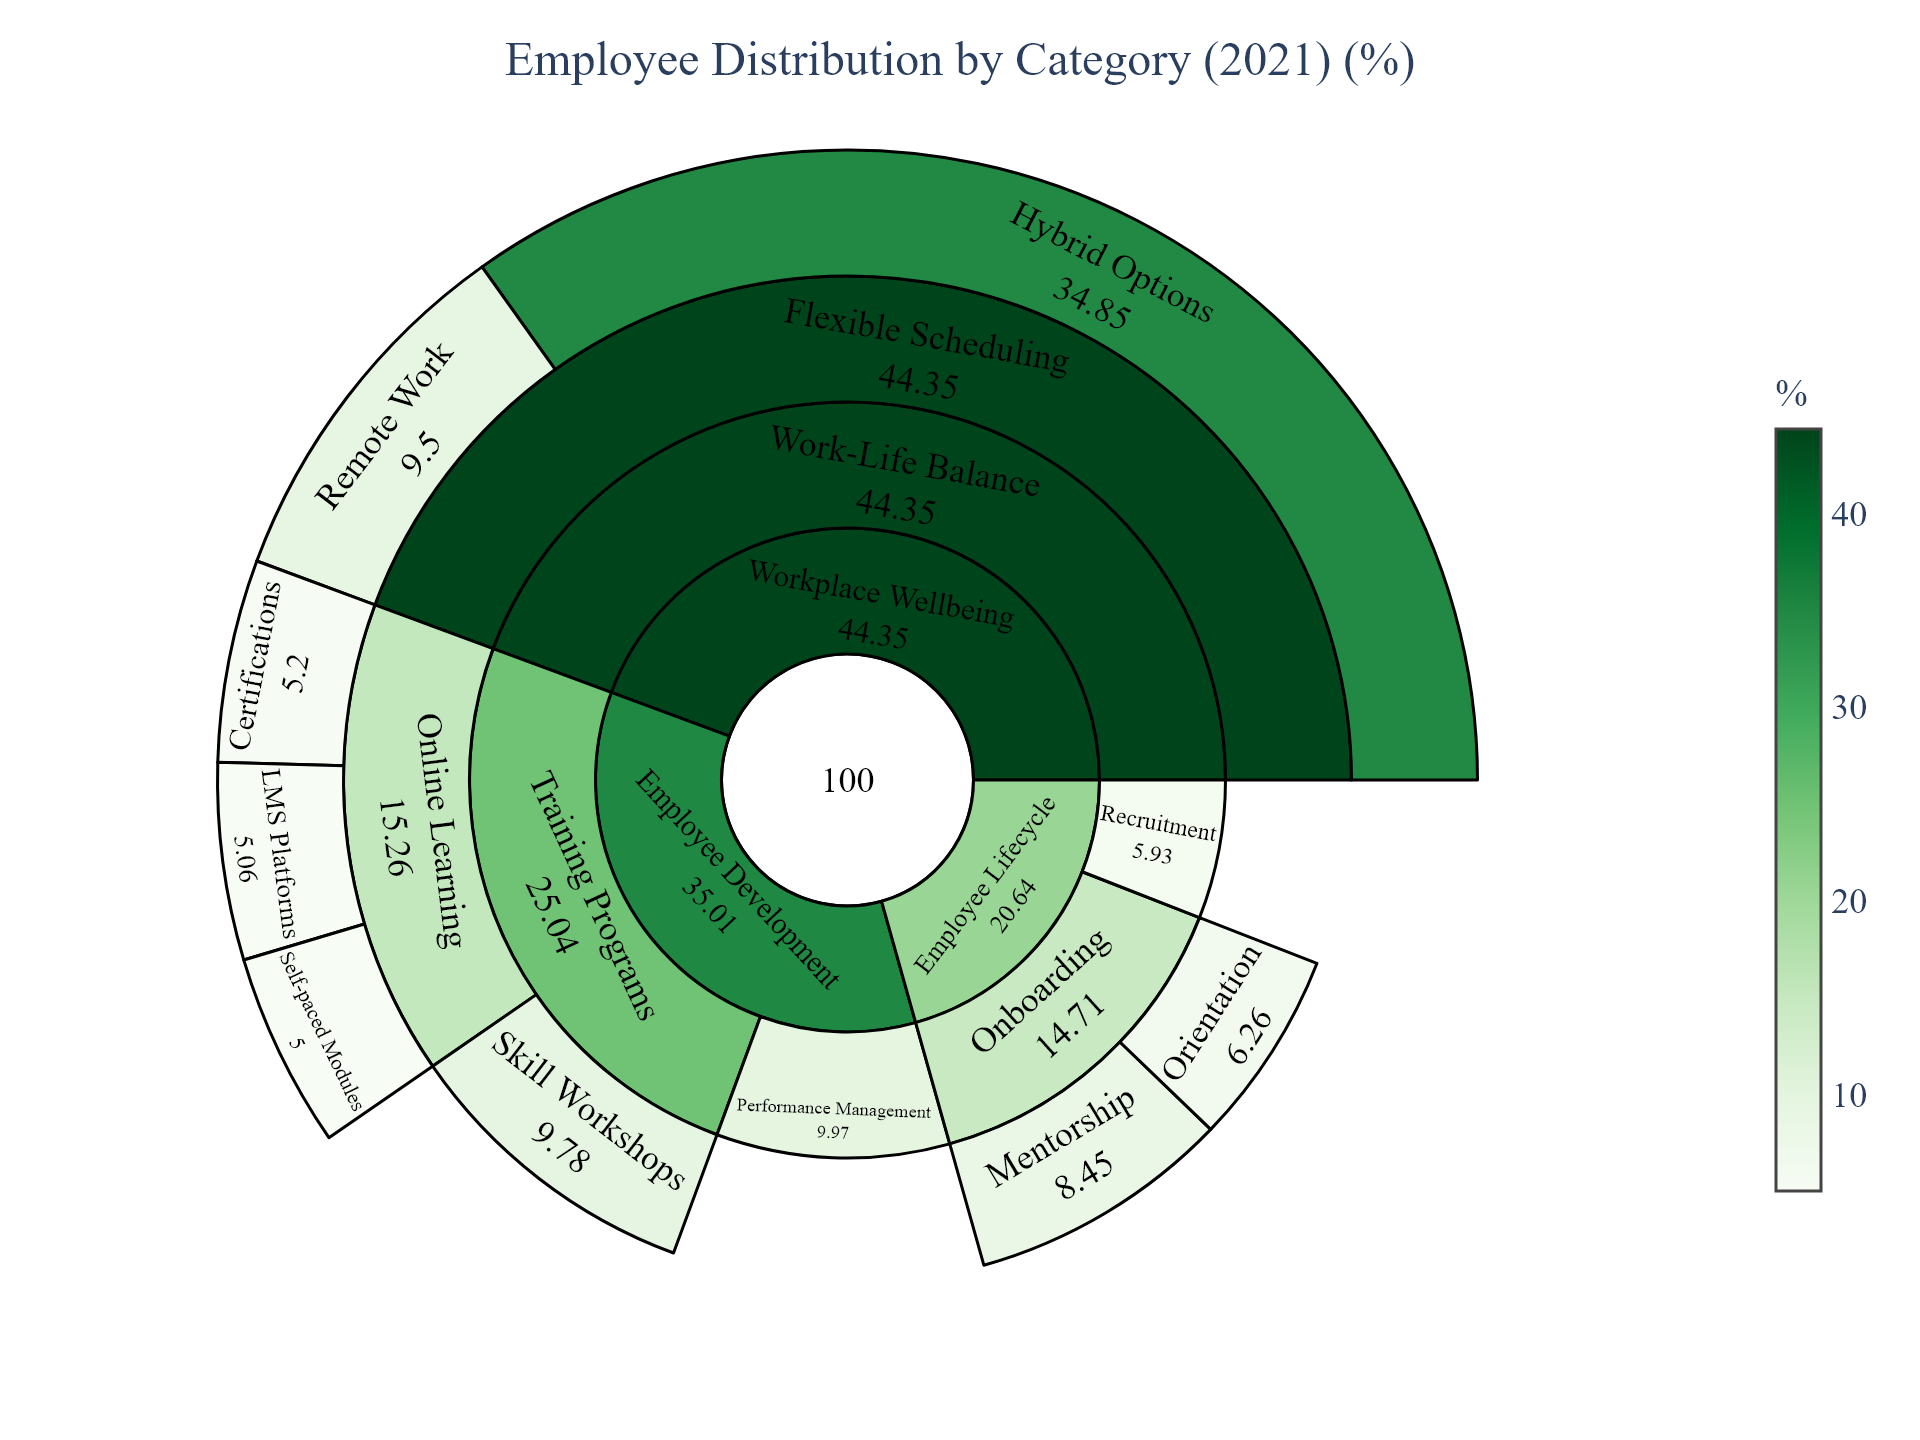 Employee Distribution by Category (2021) (%)
Hybrid Options
34.85
Flexible Scheduling
44.35
Work-Life Balance
44.35
Workplace Wellbeing
44.35
Remote Work
9.5
Certifications
5.2
LMS Platforms
5.06
Self-paced Modules
5
Online Learning
15.26
Training Programs
25.04
Employee Development
35.01
100
Employee Lifecycle
20.64
Recruitment
5.93
Onboarding
14.71
Orientation
6.26
Mentorship
8.45
Performance Management
9.97
Skill Workshops
9.78
%
40
30
20
10